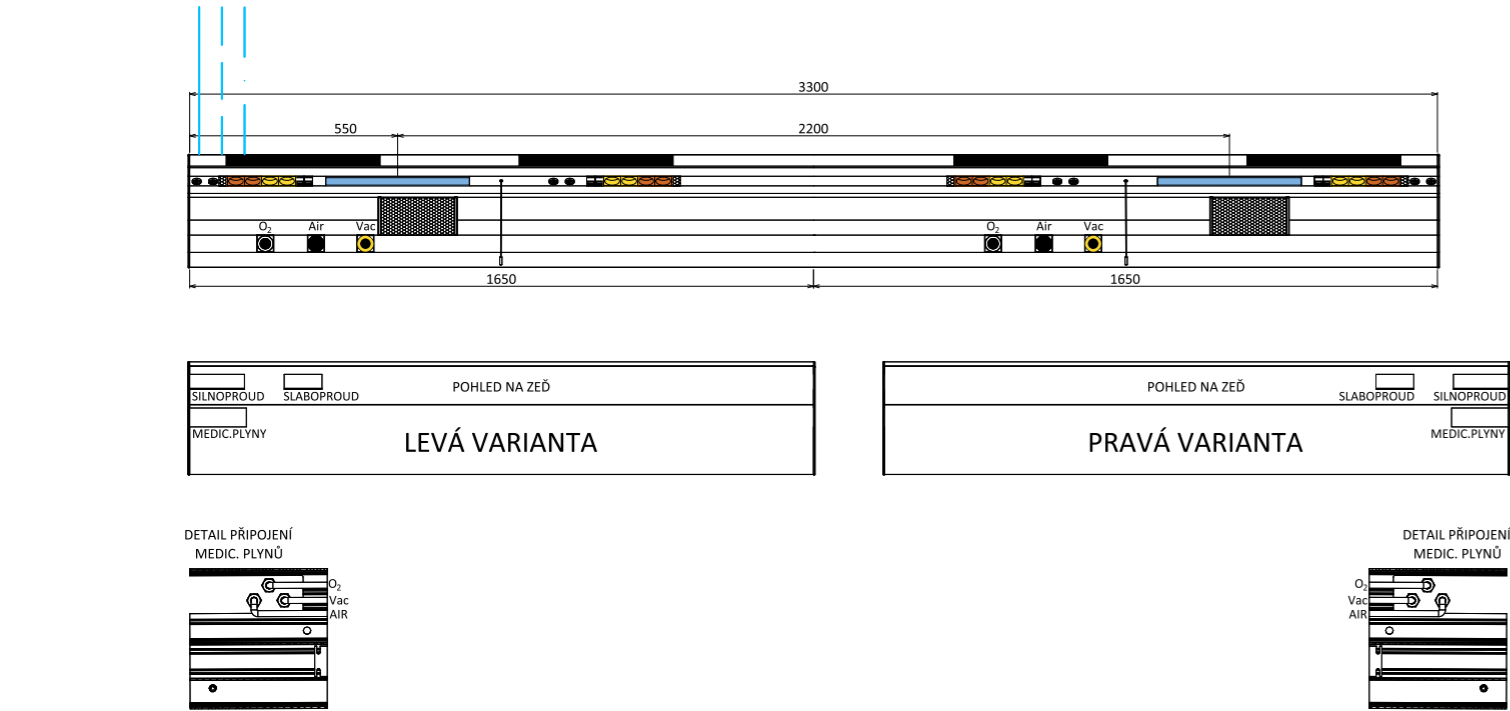 3300
550 2200
O₂ Air Vac O₂ Air Vac
1650 1650
POHLED NA ZEĎ POHLED NA ZEĎ
SILNOPROUD SLABOPROUD SLABOPROUD SILNOPROUD
MEDIC.PLYNY MEDIC.PLYNY
LEVÁ VARIANTA PRAVÁ VARIANTA
DETAIL PŘIPOJENÍ
MEDIC. PLYNŮ
O₂
Vac
AIR
DETAIL PŘIPOJENÍ
MEDIC. PLYNŮ
O₂
Vac
AIR